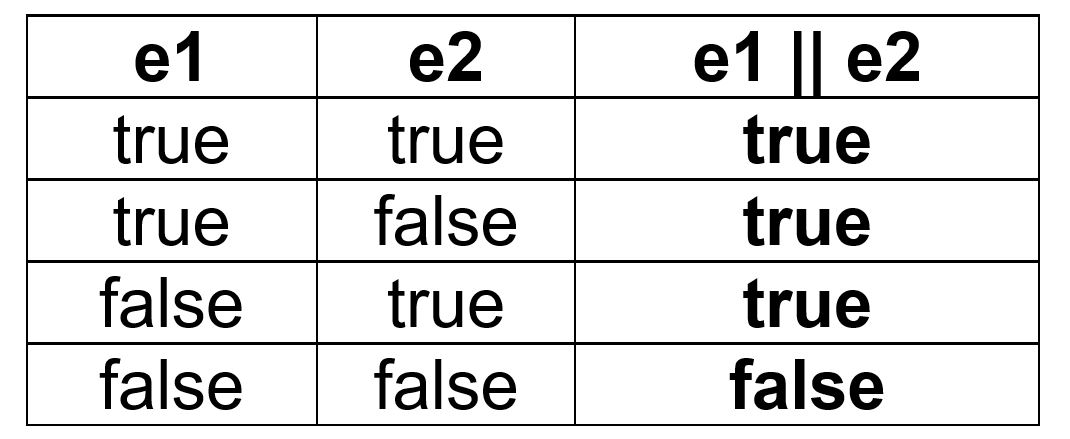 e1 e2 e1 || e2
true true true
true false true
false true true
false false false